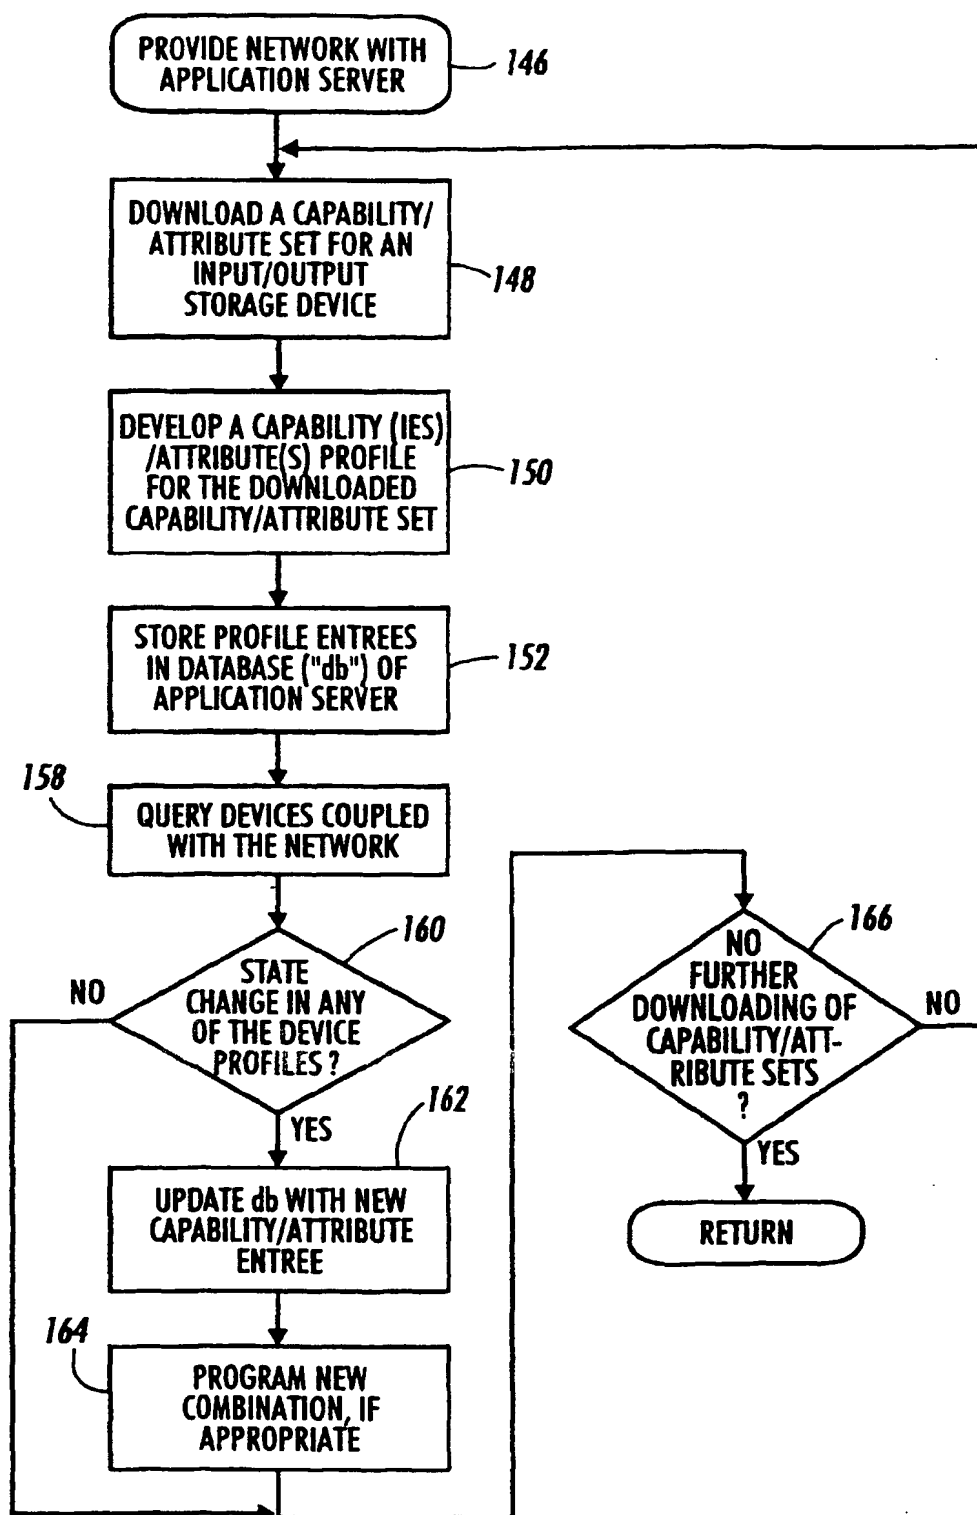 PROVIDE NETWORK WITH
APPLICATION SERVER
146
DOWNLOAD A CAPABILITY/
ATTRIBUTE SET FOR AN
INPUT/OUTPUT
STORAGE DEVICE
148
DEVELOP A CAPABILITY (IES)
/ATTRIBUTE(S) PROFILE
FOR THE DOWNLOADED
CAPABILITY/ATTRIBUTE SET
150
STORE PROFILE ENTREES
IN DATABASE ("db") OF
APPLICATION SERVER
152
158
QUERY DEVICES COUPLED
WITH THE NETWORK
160
STATE
CHANGE IN ANY
OF THE DEVICE
PROFILES ?
NO
YES
162
UPDATE db WITH NEW
CAPABILITY/ATTRIBUTE
ENTREE
164
PROGRAM NEW
COMBINATION, IF
APPROPRIATE
166
NO
FURTHER
DOWNLOADING OF
CAPABILITY/ATT-
RIBUTE SETS
?
NO
YES
RETURN